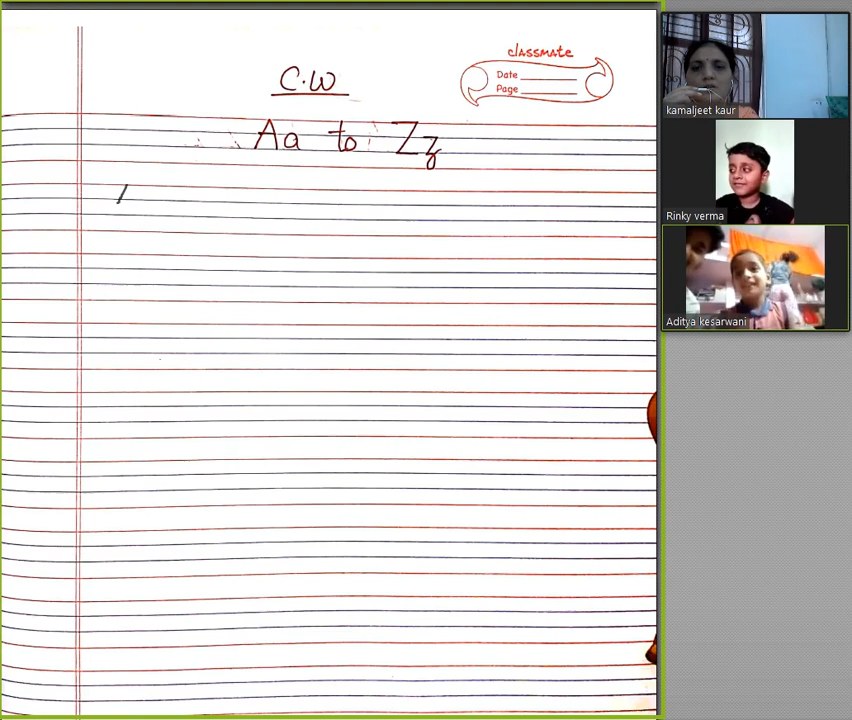 classmate
C.W
Date
Page
Aa to Zz
kamaljeet kaur
Rinky verma
Aditya kesarwani